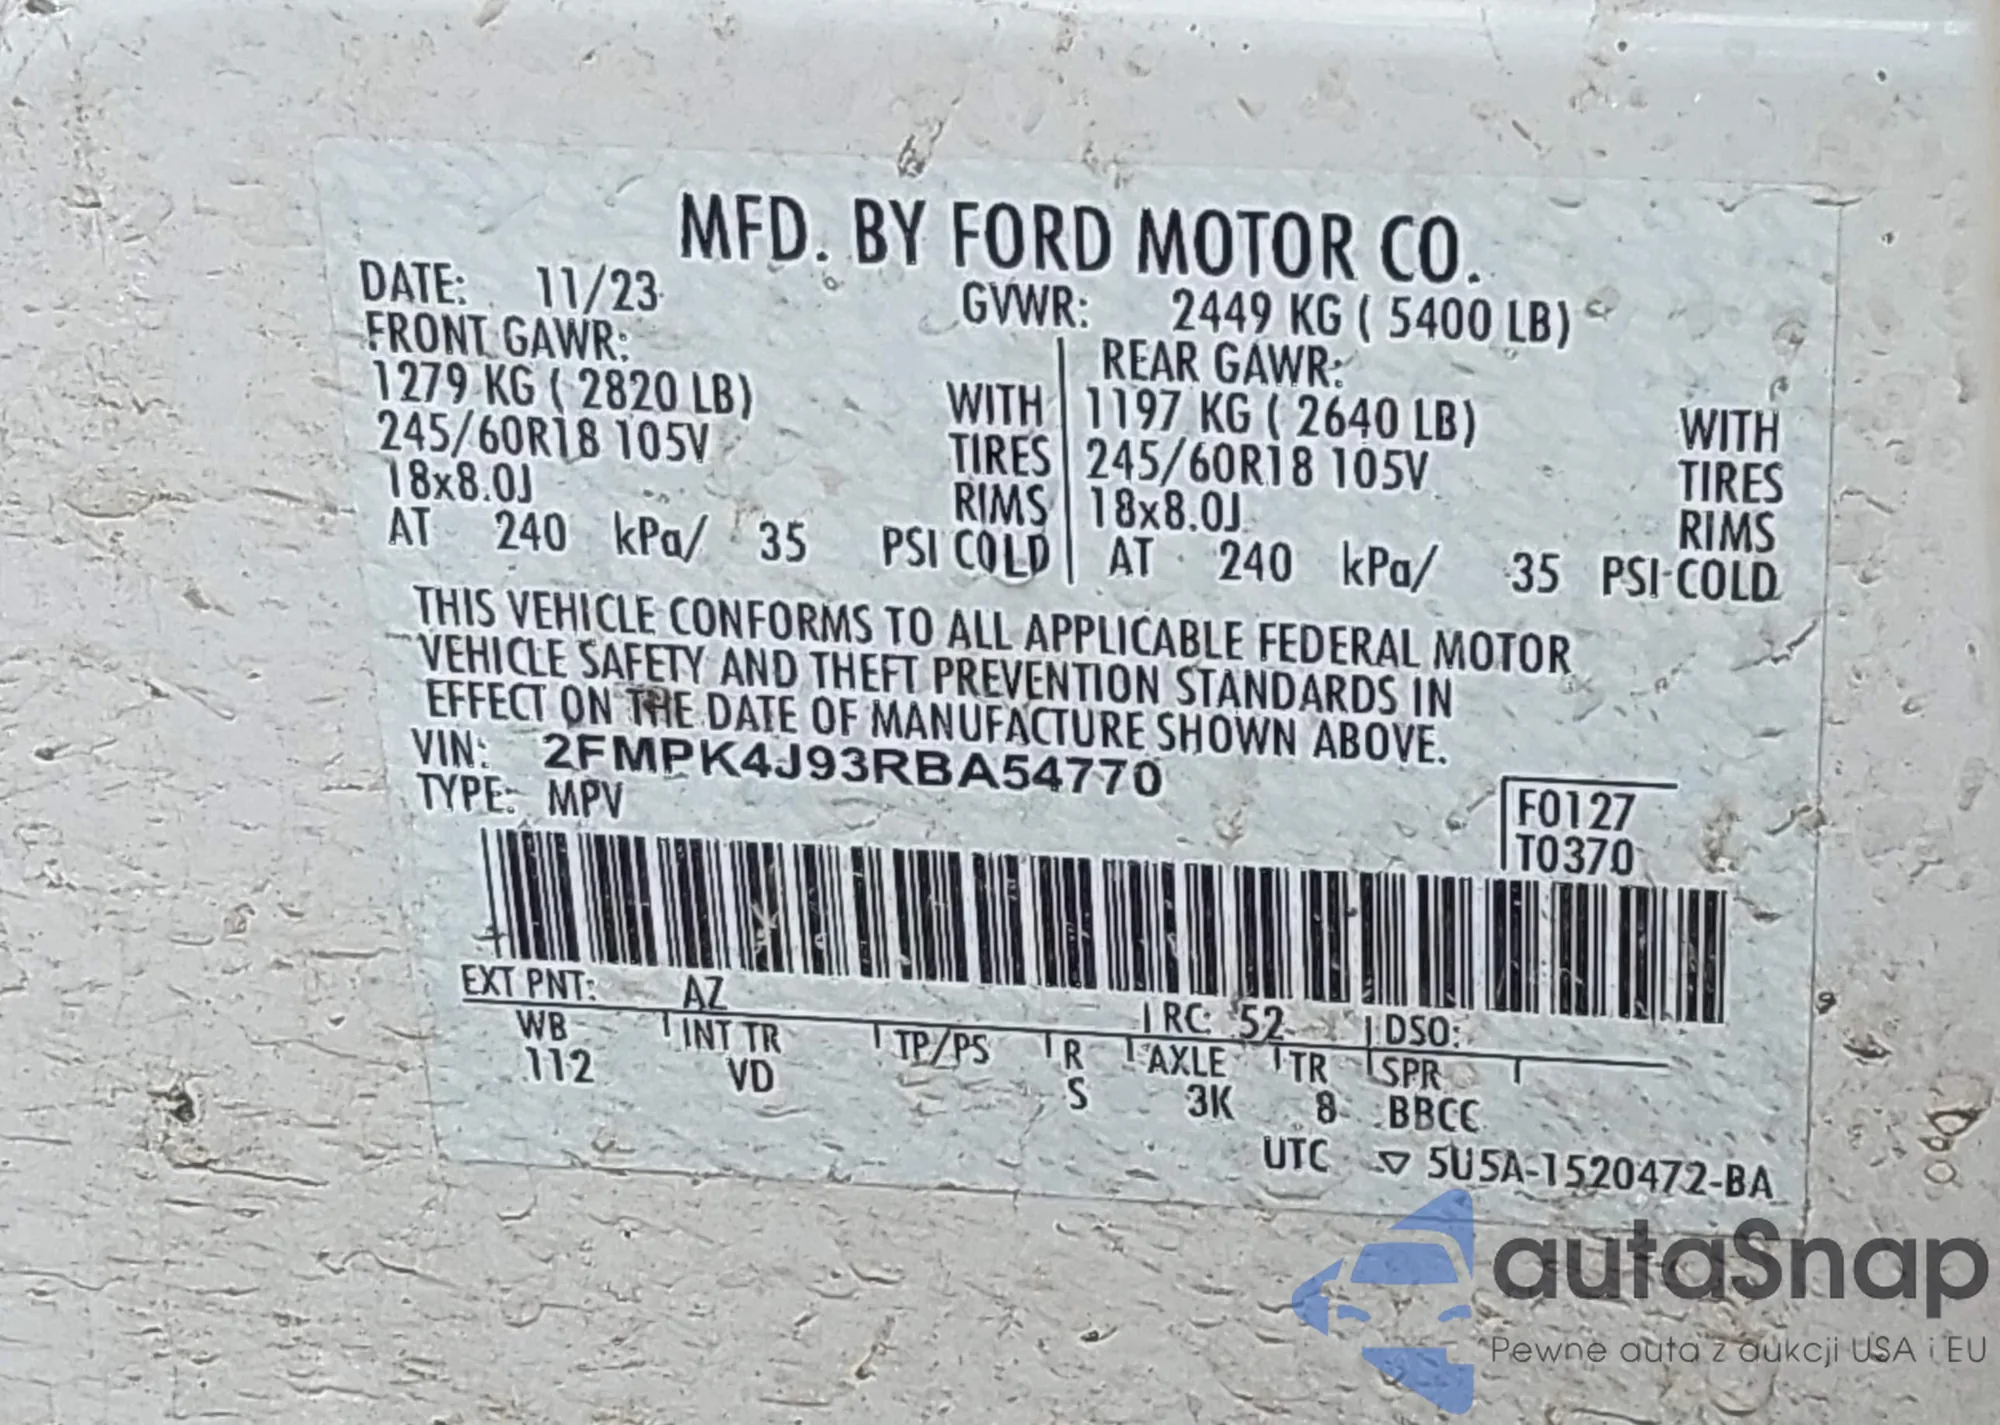 MFD. BY FORD MOTOR CO.
DATE: 11/23 GVWR: 2449 KG ( 5400 LB)
FRONT GAWR: REAR GAWR:
1279 KG ( 2820 LB) WITH 1197 KG ( 2640 LB) WITH
245/60R18 105V TIRES 245/60R18 105V TIRES
18x8.0J RIMS 18x8.0J RIMS
AT 240 kPa/ 35 PSI COLD AT 240 kPa/ 35 PSI COLD
THIS VEHICLE CONFORMS TO ALL APPLICABLE FEDERAL MOTOR
VEHICLE SAFETY AND THEFT PREVENTION STANDARDS IN
EFFECT ON THE DATE OF MANUFACTURE SHOWN ABOVE.
VIN: 2FMPK4J93RBA54770
TYPE: MPV
F0127
T0370
EXT PNT: AZ RC: 52 DSO:
WB INT TR TP/PS R AXLE TR SPR
112 VD S 3K 8 BBCC
UTC ▽ 5U5A-1520472-BA
autaSnap
Pewne auta z aukcji USA i EU